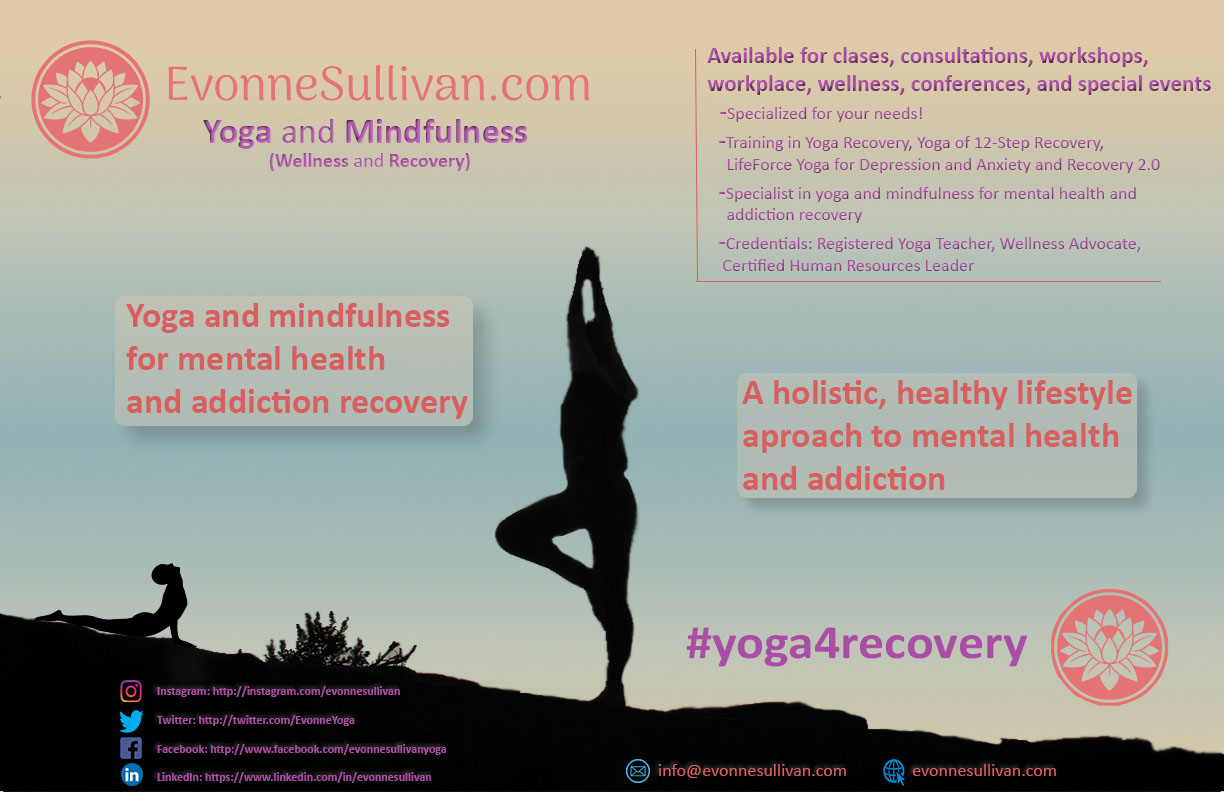 EvonneSullivan.com
Yoga and Mindfulness
(Wellness and Recovery)
Available for clases, consultations, workshops,
workplace, wellness, conferences, and special events
-Specialized for your needs!
-Training in Yoga Recovery, Yoga of 12-Step Recovery,
LifeForce Yoga for Depression and Anxiety and Recovery 2.0
-Specialist in yoga and mindfulness for mental health and
addiction recovery
-Credentials: Registered Yoga Teacher, Wellness Advocate,
Certified Human Resources Leader
Yoga and mindfulness
for mental health
and addiction recovery
A holistic, healthy lifestyle
aproach to mental health
and addiction
#yoga4recovery
Instagram: http://instagram.com/evonnesullivan
Twitter: http://twitter.com/EvonneYoga
Facebook: http://www.facebook.com/evonnesullivanyoga
LinkedIn: https://www.linkedin.com/in/evonnesullivan
info@evonnesullivan.com
evonnesullivan.com